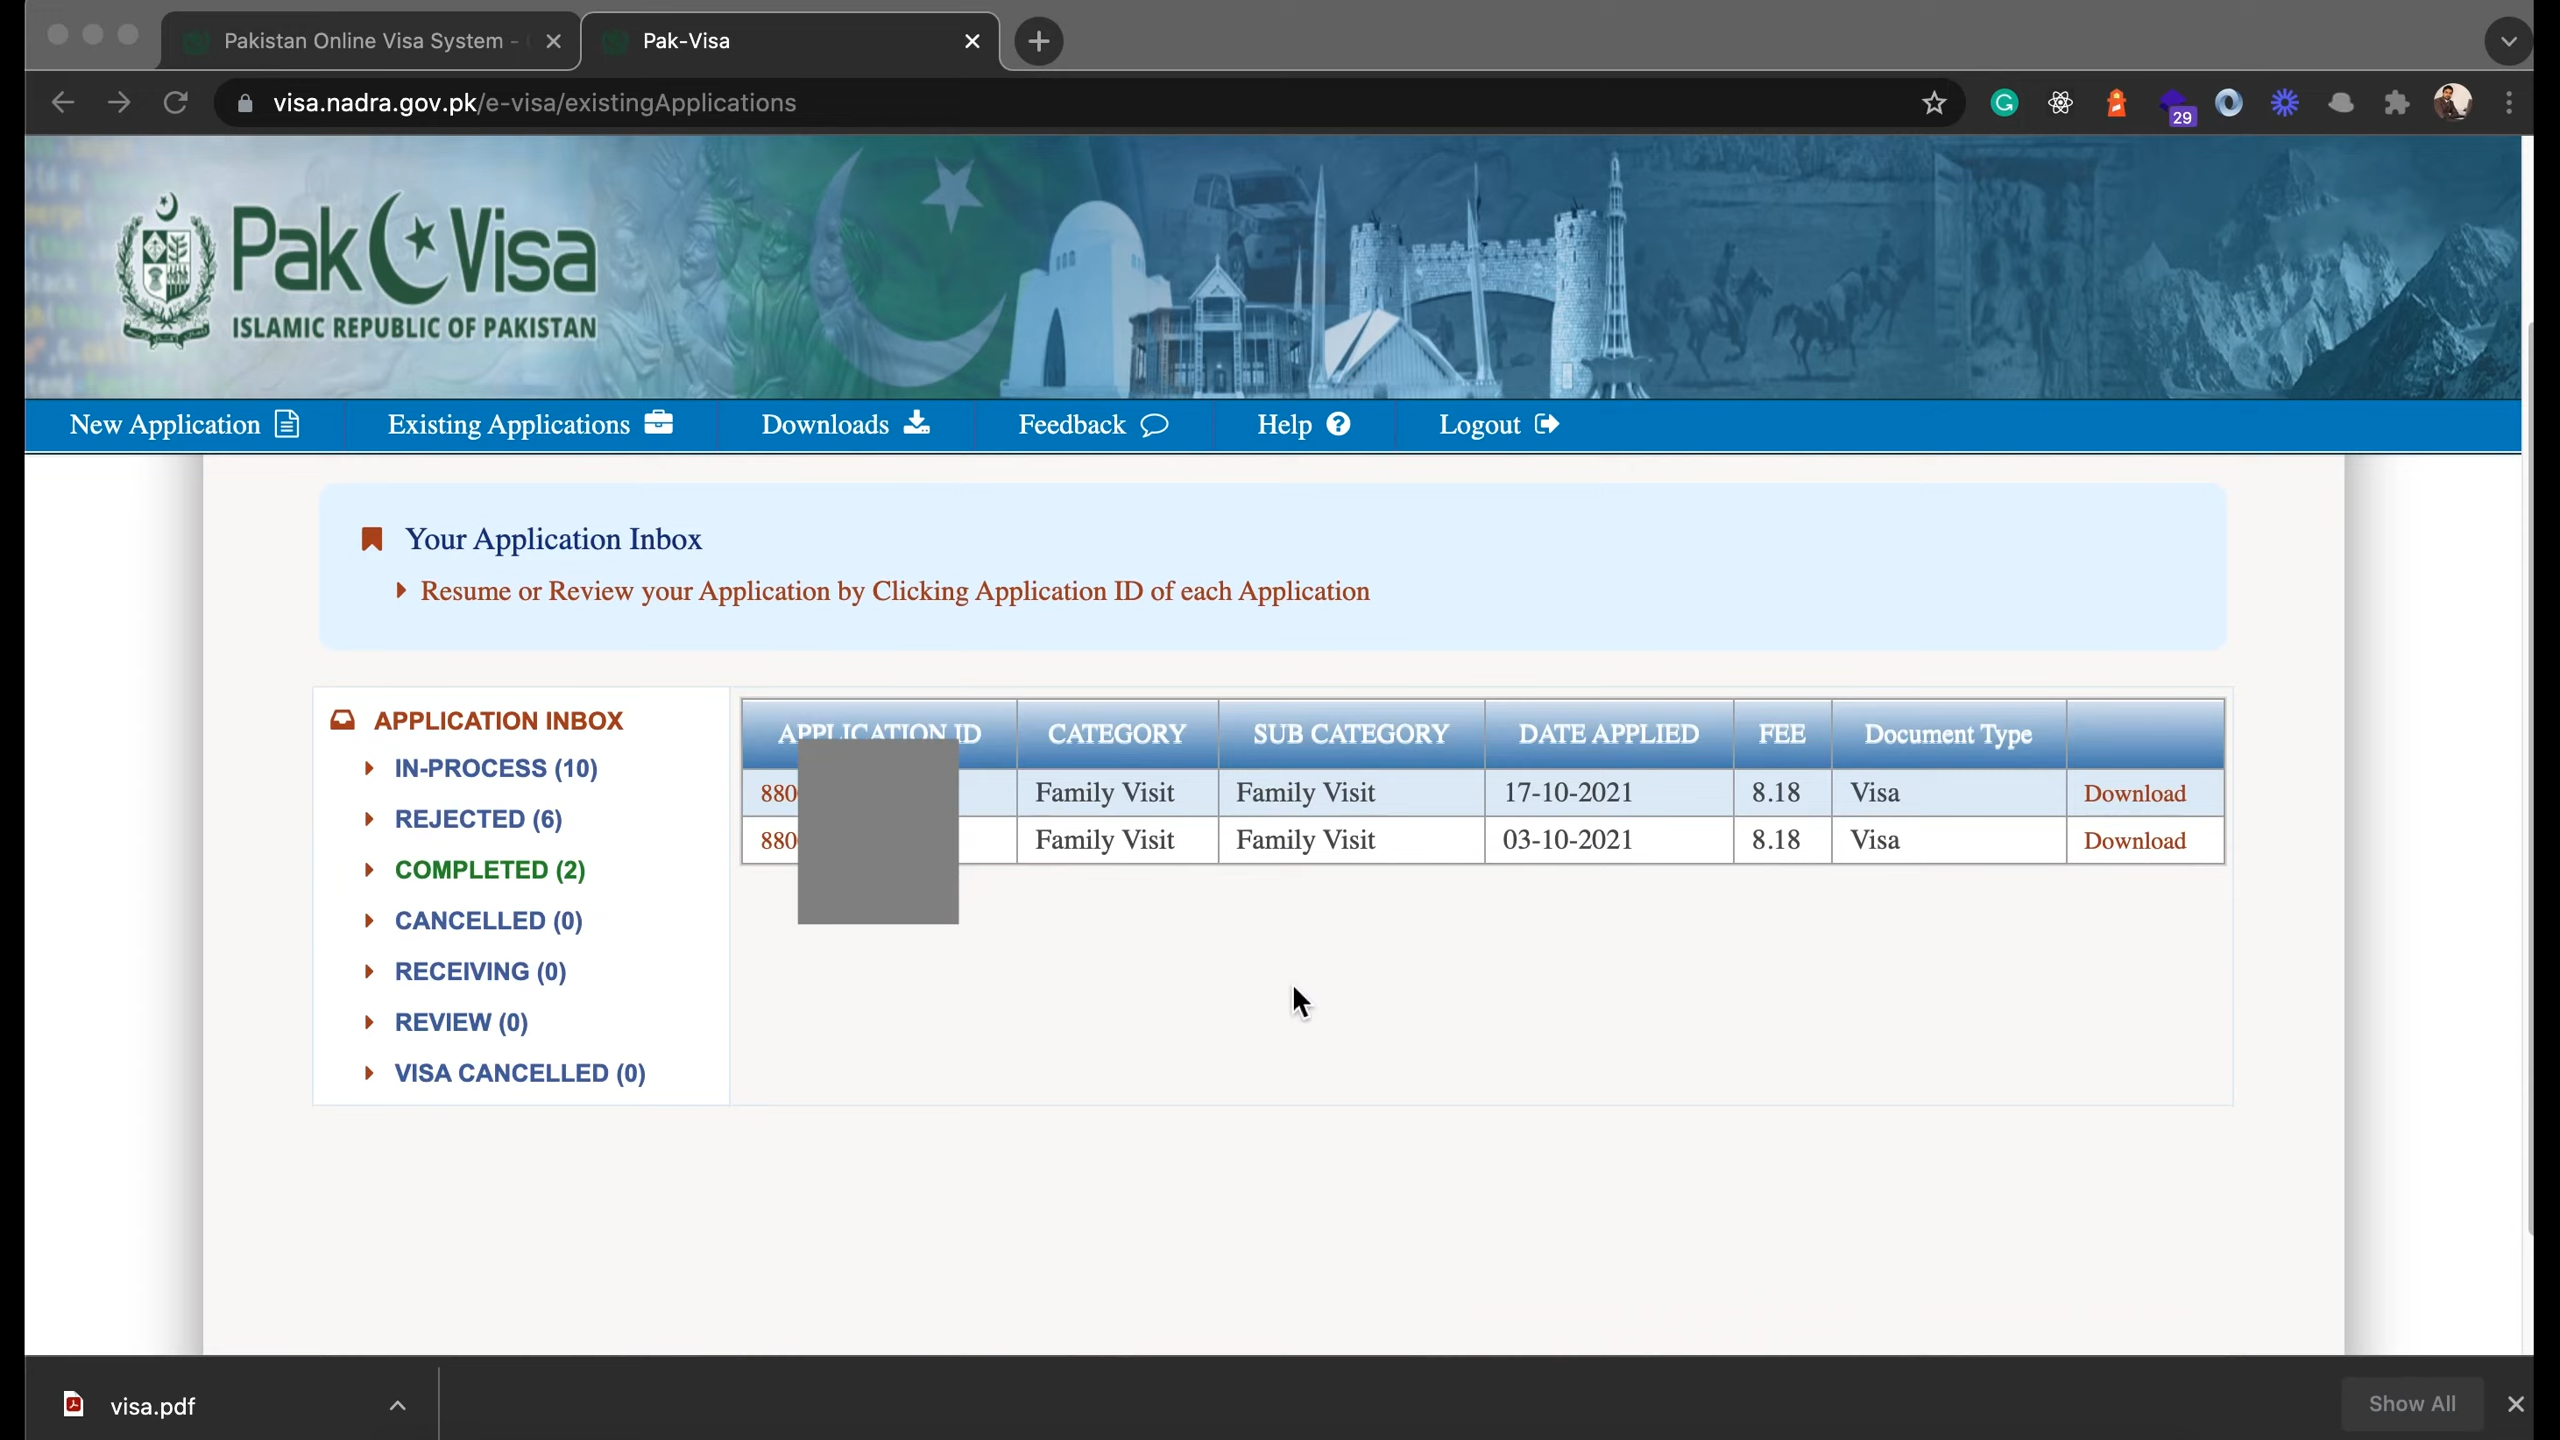 Pakistan Online Visa System -
Pak-Visa
visa.nadra.gov.pk/e-visa/existingApplications
29
Pak Visa
ISLAMIC REPUBLIC OF PAKISTAN
New Application Existing Applications Downloads Feedback Help Logout
Your Application Inbox
Resume or Review your Application by Clicking Application ID of each Application
APPLICATION INBOX
IN-PROCESS (10)
REJECTED (6)
COMPLETED (2)
CANCELLED (0)
RECEIVING (0)
REVIEW (0)
VISA CANCELLED (0)
APPLICATION ID CATEGORY SUB CATEGORY DATE APPLIED FEE Document Type
880 Family Visit Family Visit 17-10-2021 8.18 Visa Download
880 Family Visit Family Visit 03-10-2021 8.18 Visa Download
visa.pdf
Show All